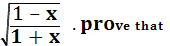 √((1 − x)/(1 + x)) . prove that